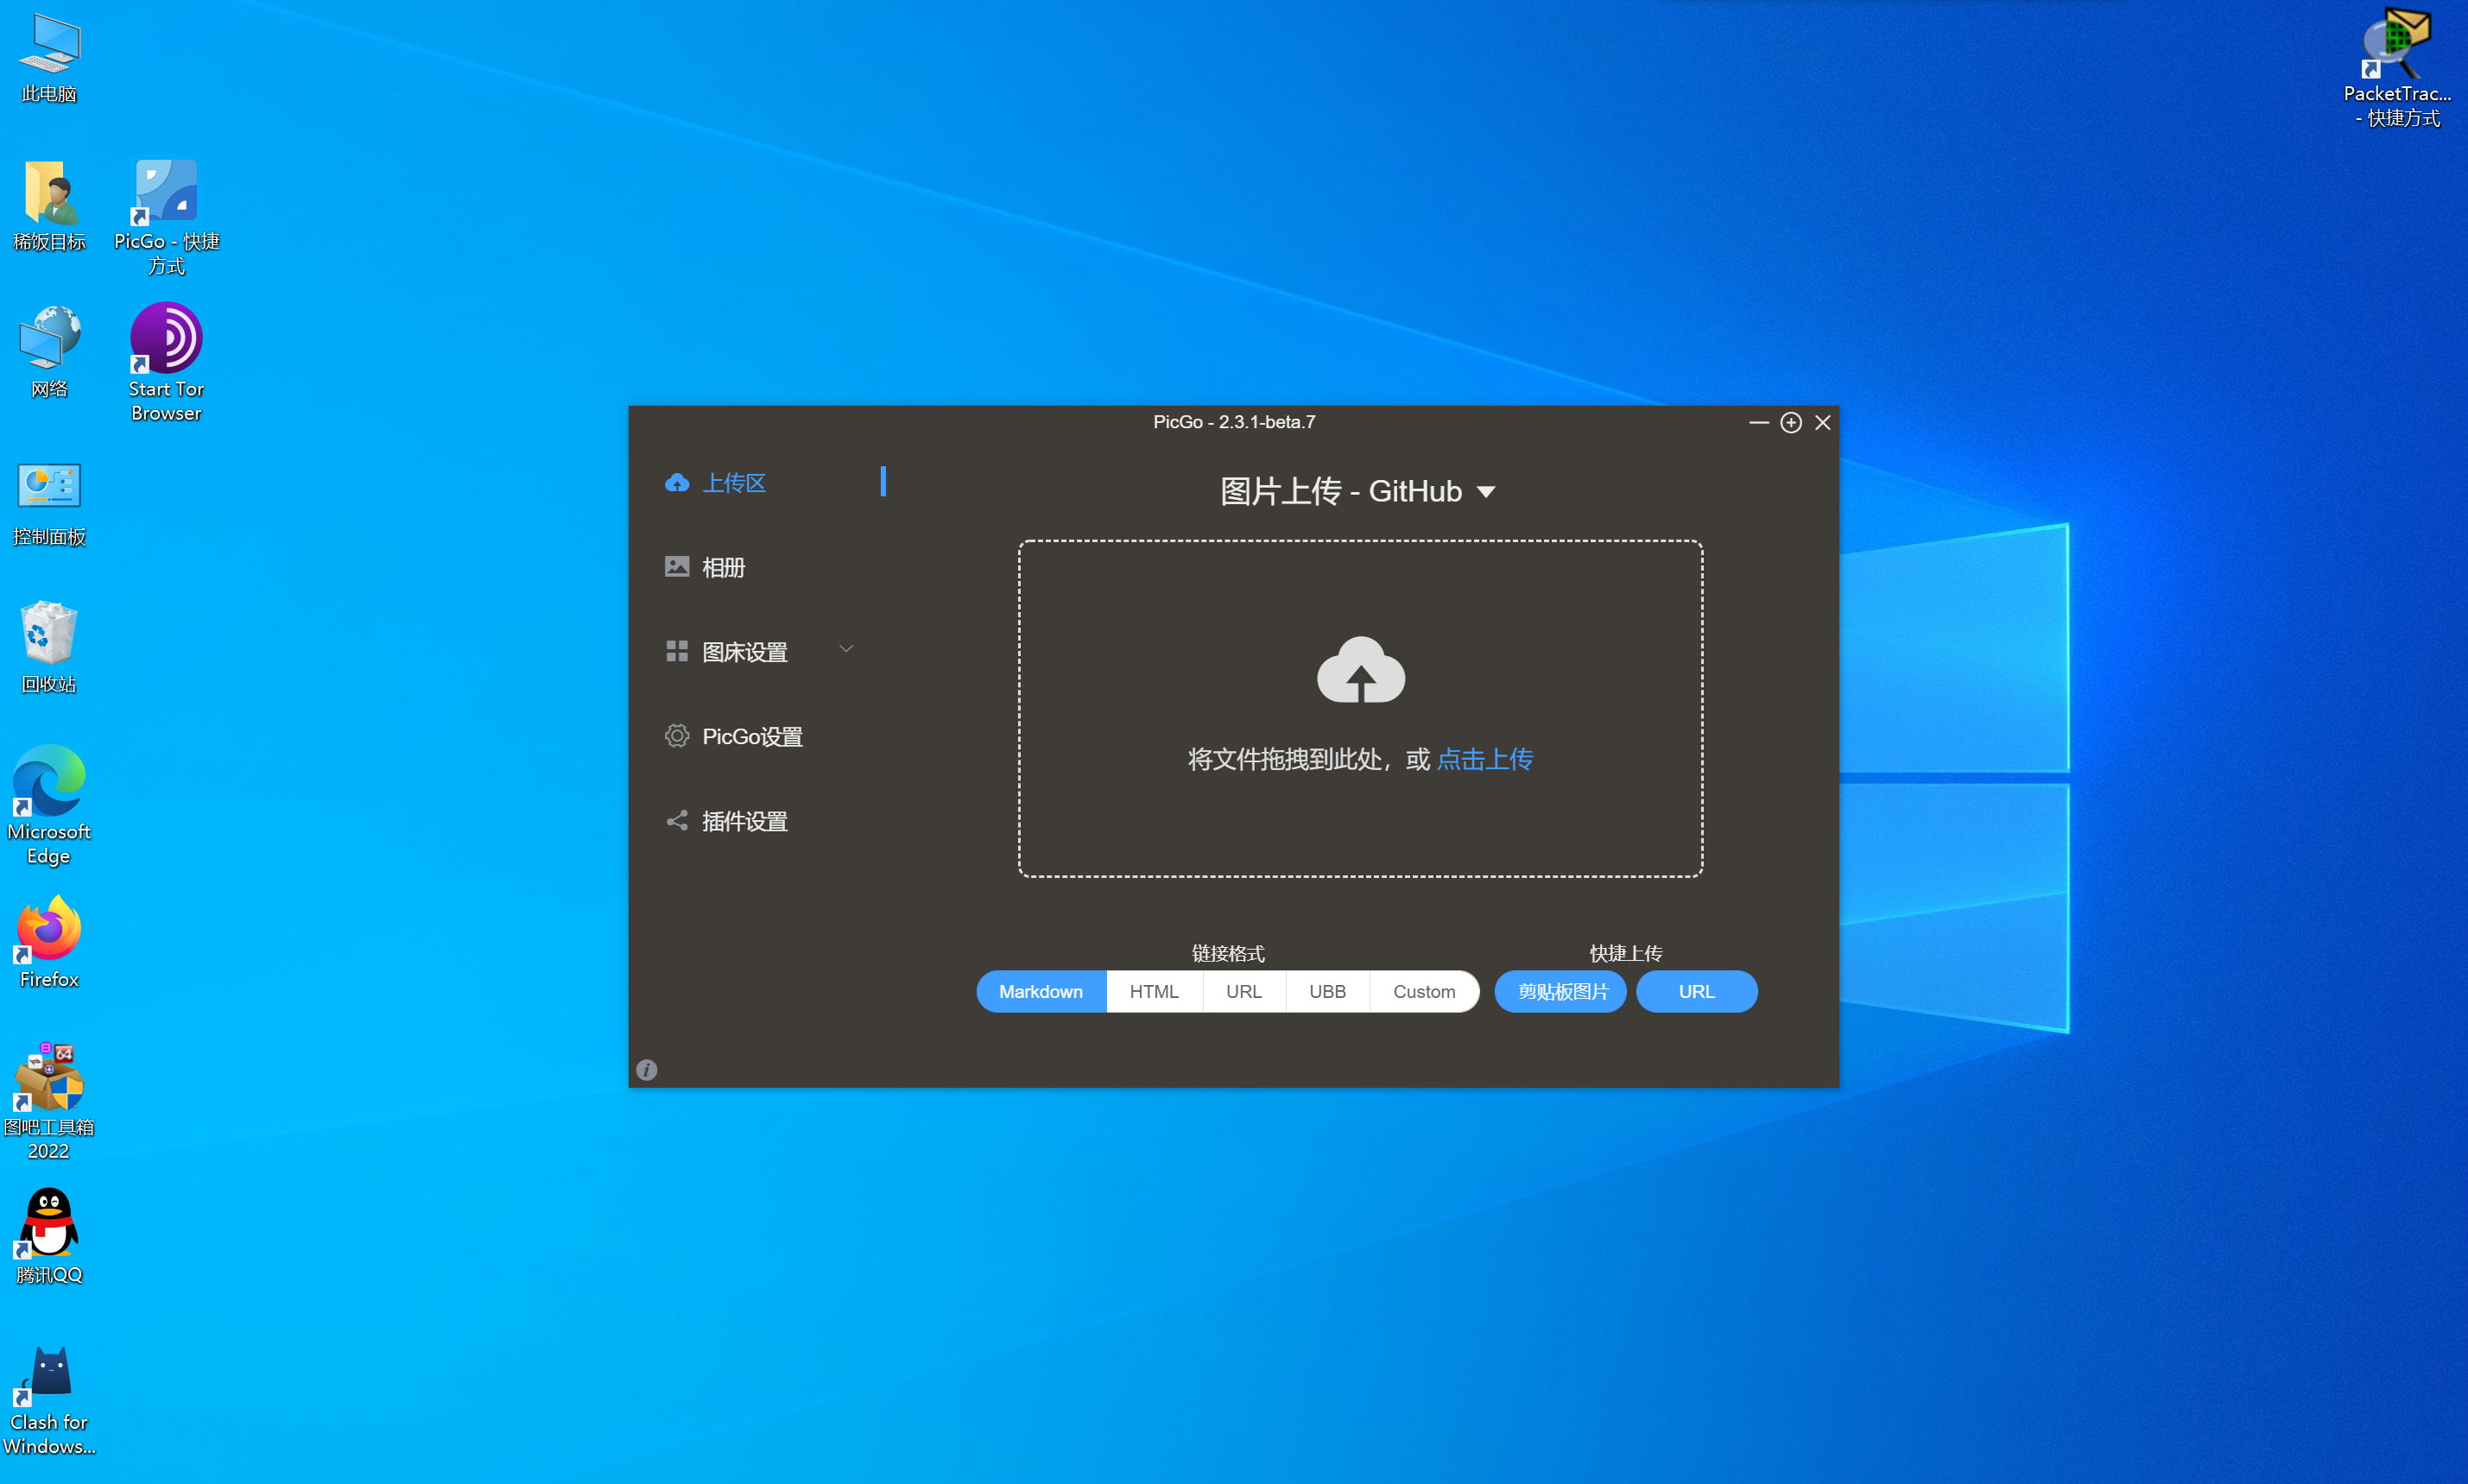 此电脑
稀饭目标
PicGo - 快捷
方式
网络
Start Tor
Browser
控制面板
回收站
Microsoft
Edge
Firefox
64
图吧工具箱
2022
腾讯QQ
Clash for
Windows...
PicGo - 2.3.1-beta.7
上传区
相册
图床设置
PicGo设置
插件设置
图片上传 - GitHub
将文件拖拽到此处，或 点击上传
链接格式
快捷上传
Markdown
HTML
URL
UBB
Custom
剪贴板图片
URL
PacketTrac...
- 快捷方式